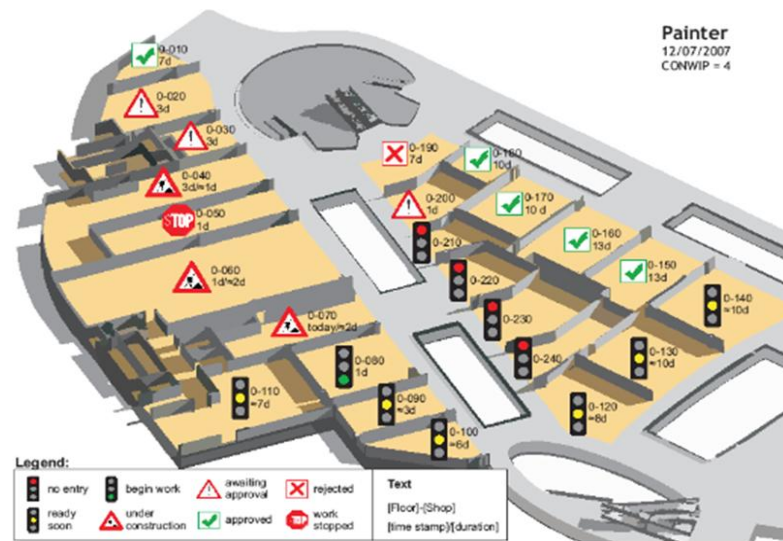 Painter
12/07/2007
CONWIP = 4
0-010
7d
0-020
3d
0-030
3d
0-040
3d/≈1d
STOP
0-050
1d
0-060
1d/≈2d
0-070
today/≈2d
0-080
1d
0-090
≈3d
0-100
≈6d
0-110
≈7d
0-190
7d
0-180
10d
0-200
1d
0-170
10 d
0-210
0-160
13d
0-220
0-150
13d
0-230
0-140
≈10d
0-240
0-130
≈10d
0-120
≈8d
Legend:
no entry
begin work
awaiting
approval
rejected
ready
soon
under
construction
approved
STOP
work
stopped
Text
[Floor]-[Shop]
[time stamp]/[duration]